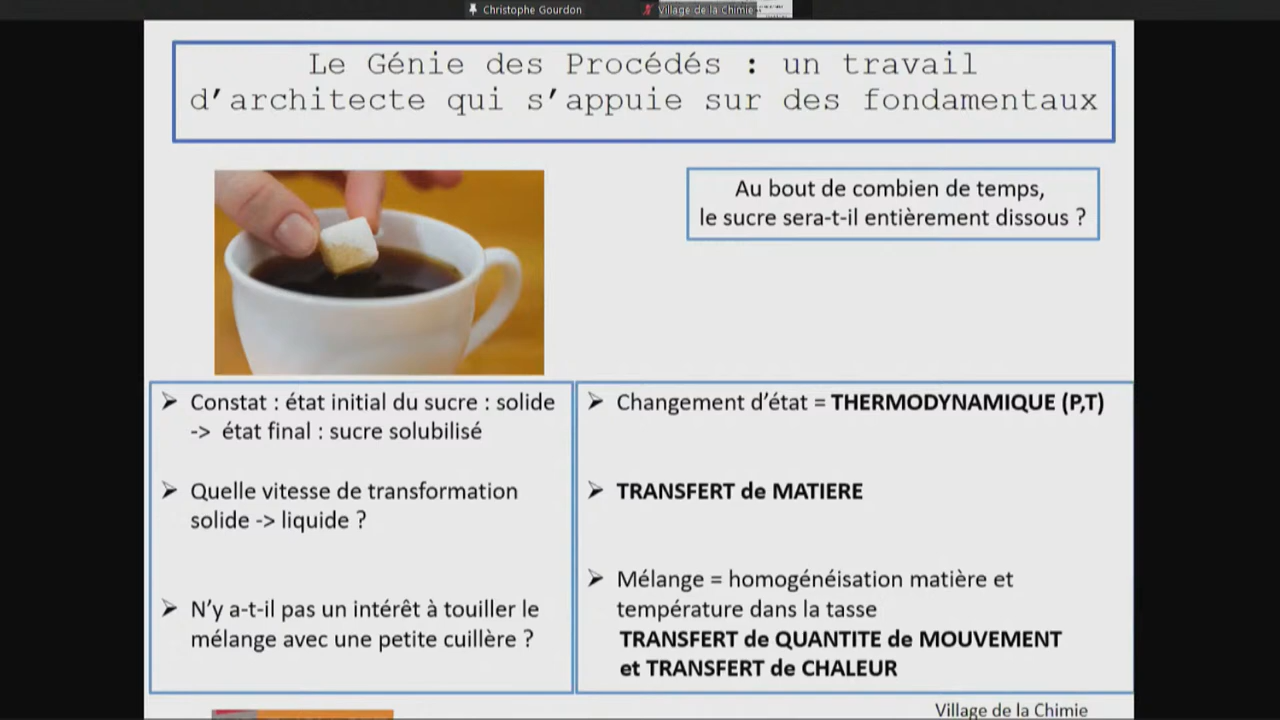 Christophe Gourdon
Village de la Chimie
Le Génie des Procédés : un travail
d'architecte qui s'appuie sur des fondamentaux
Au bout de combien de temps,
le sucre sera-t-il entièrement dissous ?
➢ Constat : état initial du sucre : solide
-> état final : sucre solubilisé
➢ Quelle vitesse de transformation
solide -> liquide ?
➢ N'y a-t-il pas un intérêt à touiller le
mélange avec une petite cuillère ?
➢ Changement d'état = THERMODYNAMIQUE (P,T)
➢ TRANSFERT de MATIERE
➢ Mélange = homogénéisation matière et
température dans la tasse
TRANSFERT de QUANTITE de MOUVEMENT
et TRANSFERT de CHALEUR
Village de la Chimie